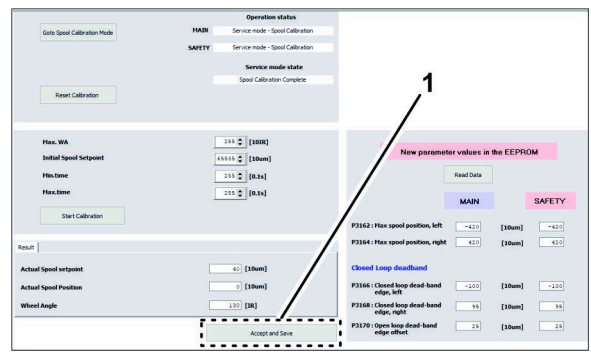 Operation status
Goto Spool Calibration Mode
MAIN Service mode - Spool Calibration
SAFETY Service mode - Spool Calibration
Service mode state
Spool Calibration Complete
Reset Calibration
1
Max. WA 255 [10IR]
Initial Spool Setpoint 65535 [10um]
Min.time 255 [0.1s]
Max.time 255 [0.1s]
Start Calibration
Result
Actual Spool setpoint 40 [10um]
Actual Spool Position 0 [10um]
Wheel Angle 130 [IR]
Accept and Save
New parameter values in the EEPROM
Read Data
MAIN SAFETY
P3162 : Max spool position, left -420 [10um] -420
P3164 : Max spool position, right 420 [10um] 420
Closed Loop deadband
P3166 : Closed loop dead-band
edge, left -100 [10um] -100
P3168 : Closed loop dead-band
edge, right 95 [10um] 95
P3170 : Open loop dead-band
edge offset 25 [10um] 25